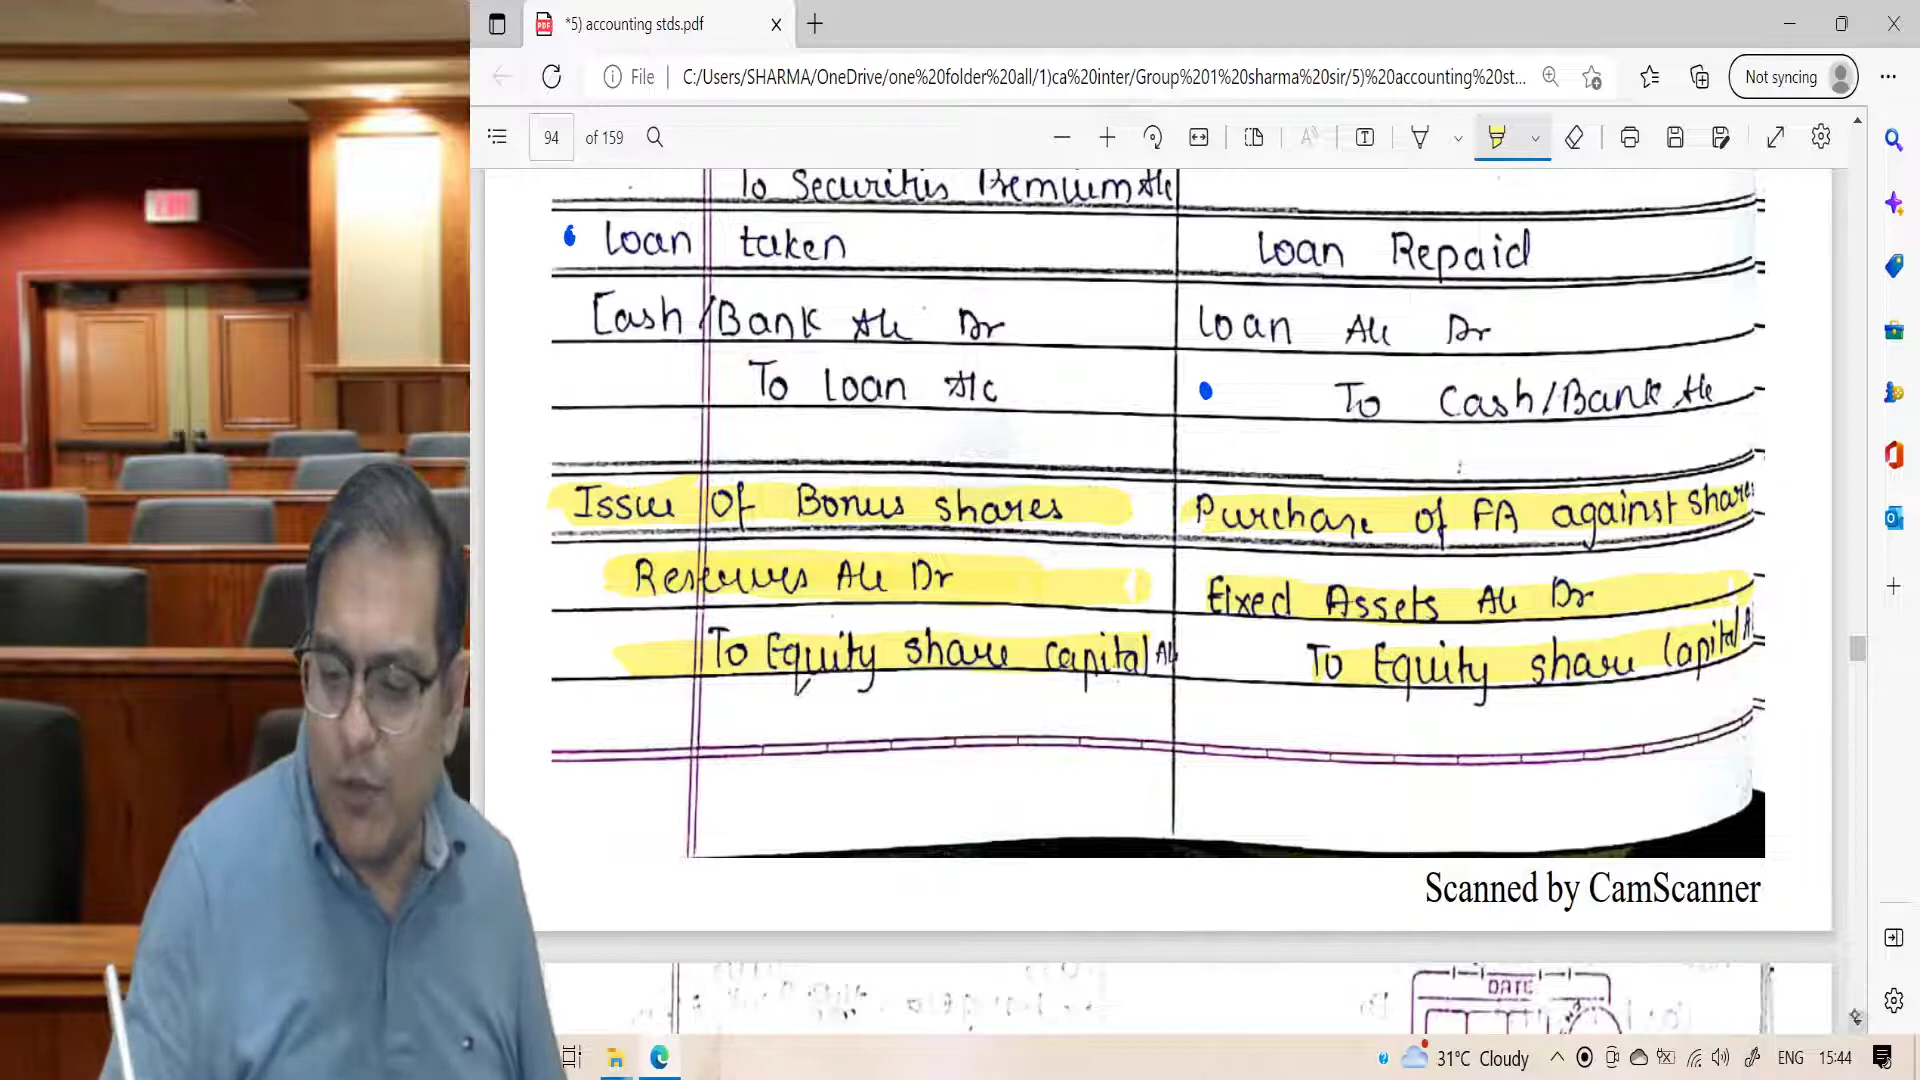 *5) accounting stds.pdf
File C:/Users/SHARMA/OneDrive/one%20folder%20all/1)ca%20inter/Group%201%20sharma%20sir/5)%20accounting%20st...
Not syncing
94 of 159
To Securities Premium A/c
Loan taken
Loan Repaid
Cash/Bank A/c Dr
Loan A/c Dr
To Loan A/c
To Cash/Bank A/c
Issue Of Bonus shares
Purchase of FA against shares
Reserves A/c Dr
Fixed Assets A/c Dr
To Equity share capital A/c
To Equity share Capital A/c
Scanned by CamScanner
DATE
31°C Cloudy
ENG
15:44